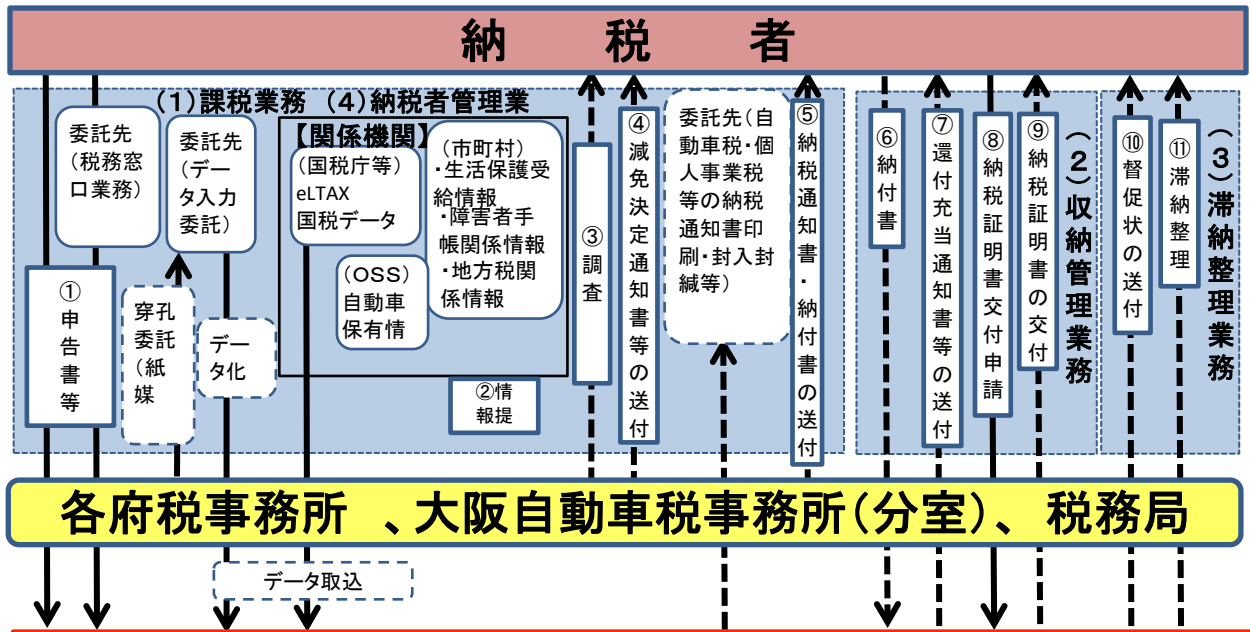 納　税　者
(1)課税業務 (4)納税者管理業
委託先
(税務窓
口業務)
①
申
告
書
等
委託先
(デー
タ入力
委託)
穿孔
委託
(紙
媒
デー
タ化
【関係機関】
(国税庁等)
eLTAX
国税データ
(OSS)
自動車
保有情
(市町村)
・生活保護受
給情報
・障害者手
帳関係情報
・地方税関
係情報
②情
報提
③
調
査
④
減
免
決
定
通
知
書
等
の
送
付
委託先(自
動車税・個
人事業税
等の納税
通知書印
刷・封入封
緘等)
⑤
納
税
通
知
書
・
納
付
書
の
送
付
⑥
納
付
書
⑦
還
付
充
当
通
知
書
等
の
送
付
⑧
納
税
証
明
書
交
付
申
請
⑨
納
税
証
明
書
の
交
付
(2)収納管理業務
⑩
督
促
状
の
送
付
⑪
滞
納
整
理
(3)滞納整理業務
各府税事務所 、大阪自動車税事務所(分室)、 税務局
データ取込